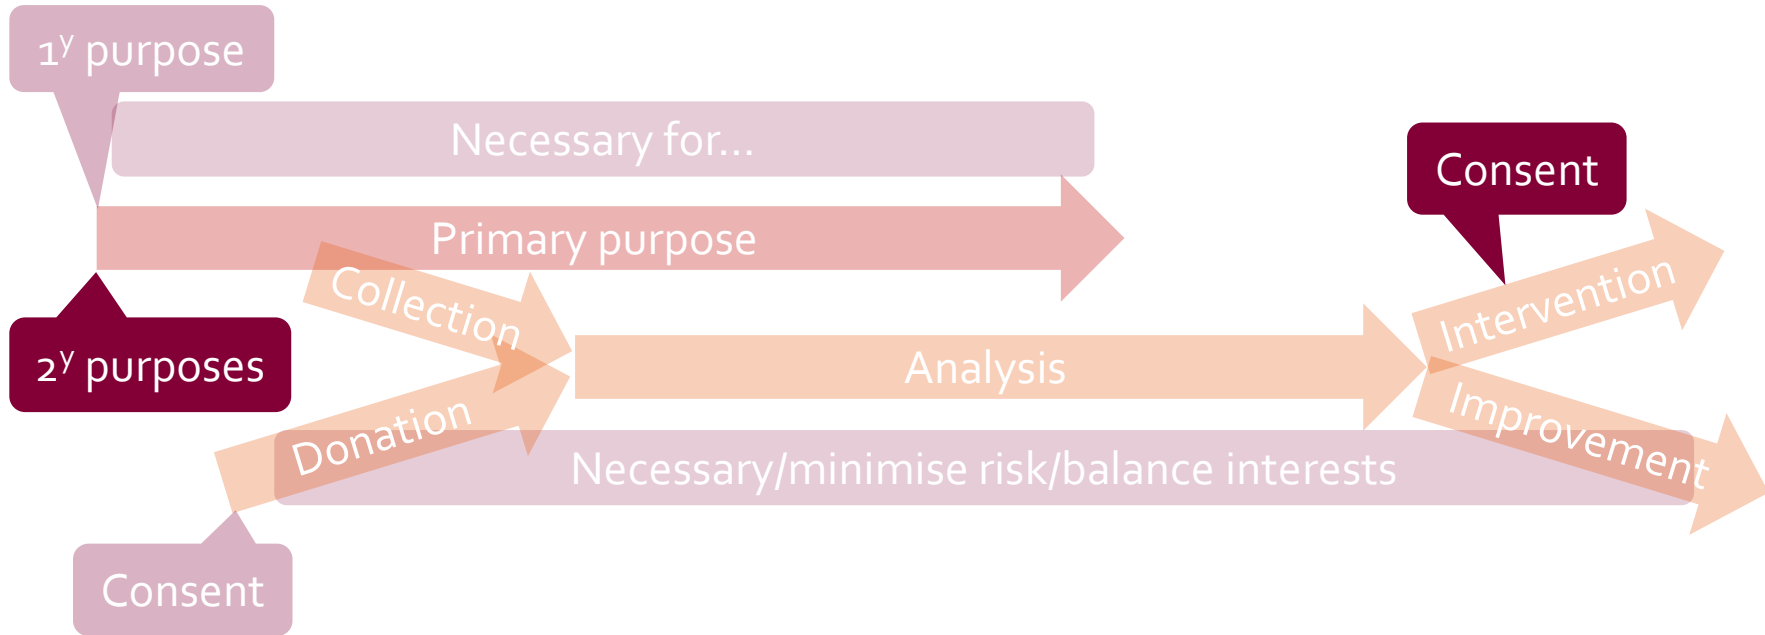 1ʸ purpose
Necessary for...
Consent
Primary purpose
Collection
Intervention
2ʸ purposes
Analysis
Donation
Improvement
Necessary/minimise risk/balance interests
Consent